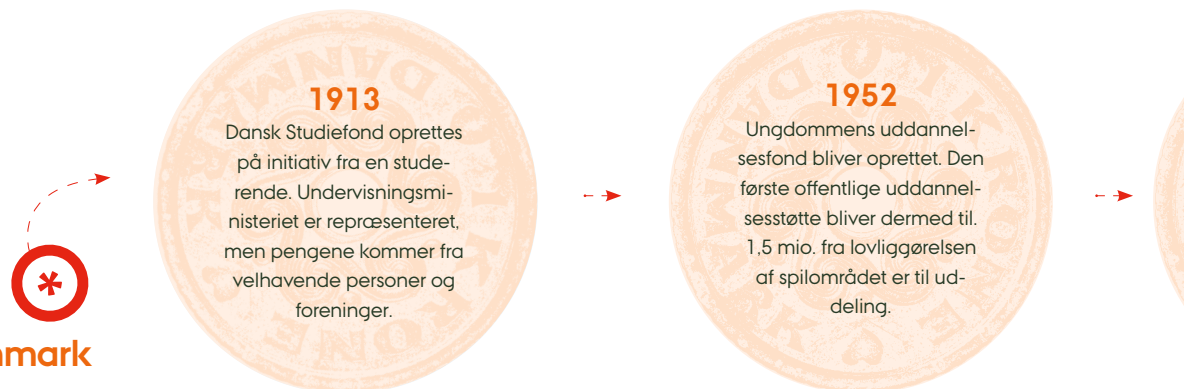 1913
Dansk Studiefond oprettes
på initiativ fra en stude-
rende. Undervisningsmi-
nisteriet er repræsenteret,
men pengene kommer fra
velhavende personer og
foreninger.
1952
Ungdommens uddannel-
sesfond bliver oprettet. Den
første offentlige uddannel-
sesstøtte bliver dermed til.
1,5 mio. fra lovliggørelsen
af spilområdet er til ud-
deling.
*
nmark